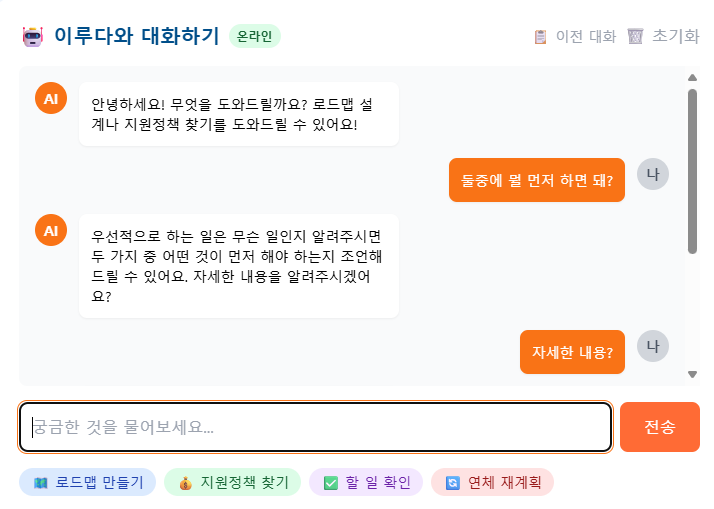 이루다와 대화하기 온라인
이전 대화 초기화
AI
안녕하세요! 무엇을 도와드릴까요? 로드맵 설
계나 지원정책 찾기를 도와드릴 수 있어요!
둘중에 뭘 먼저 하면 돼?
나
AI
우선적으로 하는 일은 무슨 일인지 알려주시면
두 가지 중 어떤 것이 먼저 해야 하는지 조언해
드릴 수 있어요. 자세한 내용을 알려주시겠어
요?
자세한 내용?
나
궁금한 것을 물어보세요...
전송
로드맵 만들기
지원정책 찾기
할 일 확인
연체 재계획